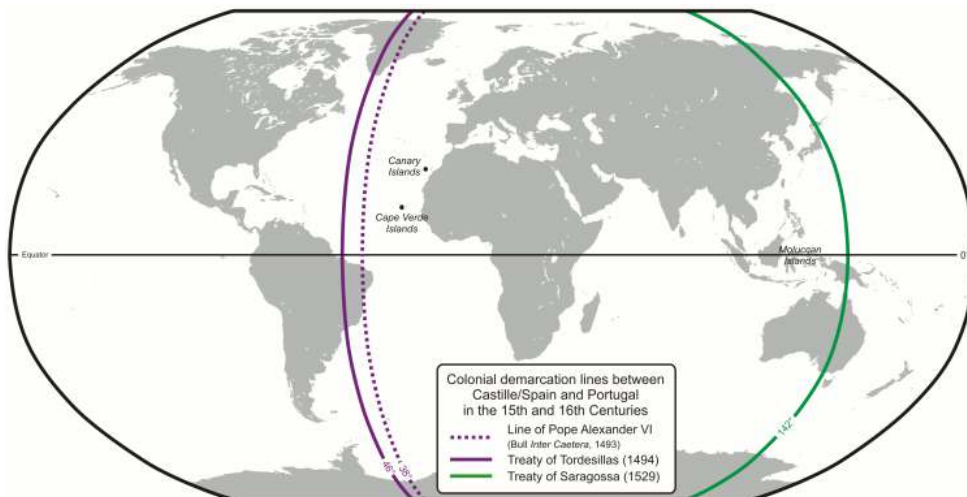 Canary
Islands
Cape Verde
Islands
Equator
Moluccan
Islands
0°
Colonial demarcation lines between
Castille/Spain and Portugal
in the 15th and 16th Centuries
Line of Pope Alexander VI
(Bull Inter Caetera, 1493)
Treaty of Tordesillas (1494)
Treaty of Saragossa (1529)
142°
46°
38°